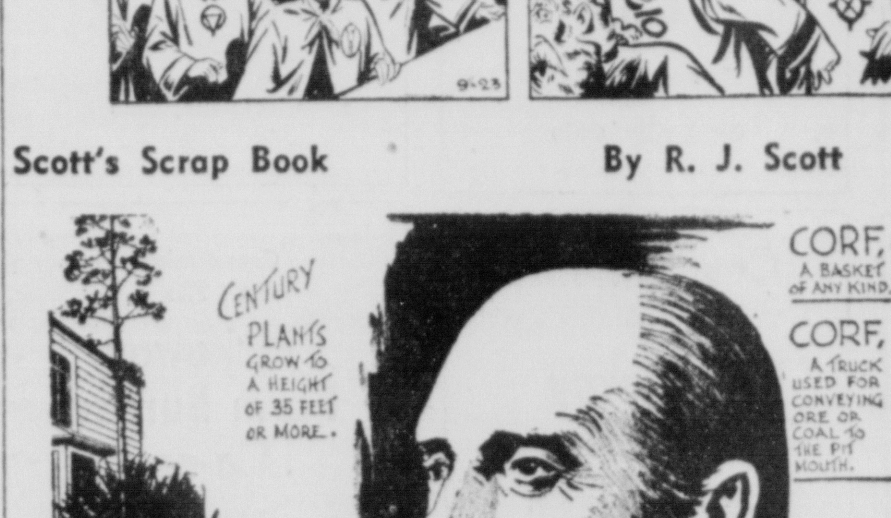 9-23
Scott's Scrap Book
By R. J. Scott
CENTURY
PLANTS
GROW TO
A HEIGHT
OF 35 FEET
OR MORE.
CORF,
A BASKET
OF ANY KIND.
CORF,
A TRUCK
USED FOR
CONVEYING
ORE OR
COAL TO
THE PIT
MOUTH.